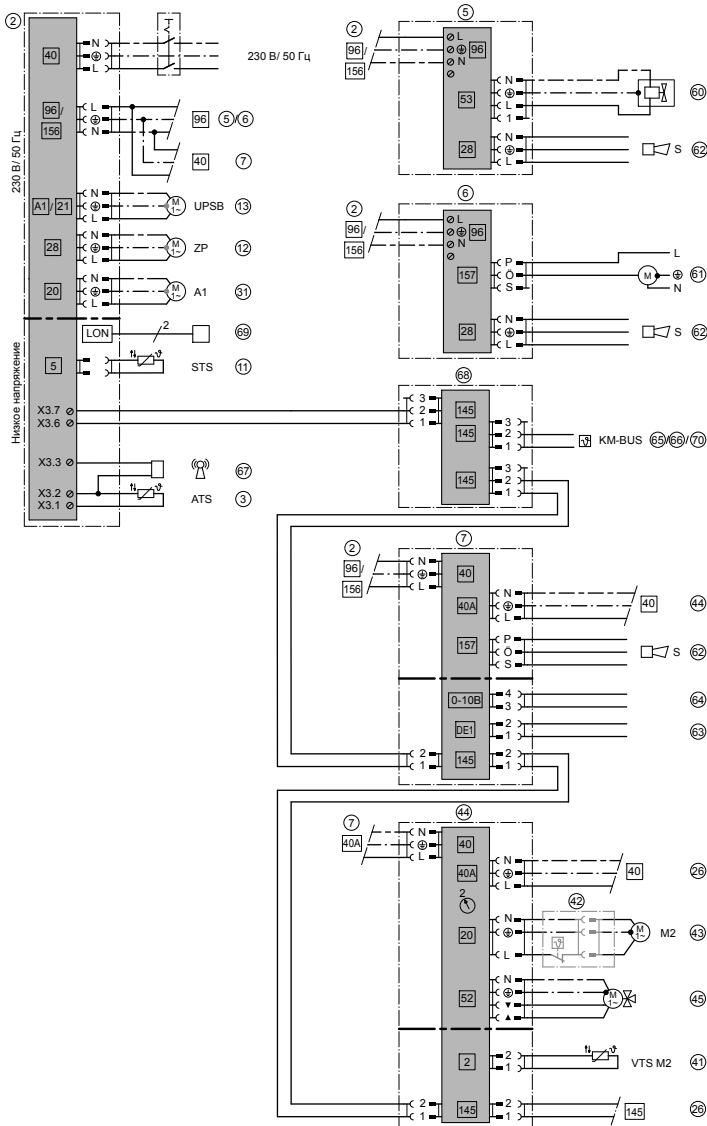 2
230 В/ 50 Гц
40
N
L
230 В/ 50 Гц
96/
156
L
N
96 5/6
40 7
A1/ 21
N
L
M
1~
UPSB 13
28
N
L
M
1~
ZP 12
20
N
L
M
1~
A1 31
Низкое напряжение
LON
2
69
5
STS 11
X3.7
X3.6
X3.3
67
X3.2
X3.1
ATS 3
5
2
96/
156
L
N
96
53
N
L
1
60
28
N
L
S 62
6
2
96/
156
L
N
96
157
P
Ö
S
L
M
N
61
28
N
L
S 62
68
3
2
1
145
145
3
2
1
KM-BUS 65/66/70
145
3
2
1
7
2
96/
156
N
L
40
40A
N
L
40 44
157
P
Ö
S
S 62
0-10В
4
3
64
DE1
2
1
63
2
1
145
2
1
44
7
40A
N
L
40
40A
N
L
40 26
2
20
N
L
42
M
1~
M2 43
52
N
▼
▲
M
1~
45
2
2
1
VTS M2 41
2
1
145
2
1
145 26